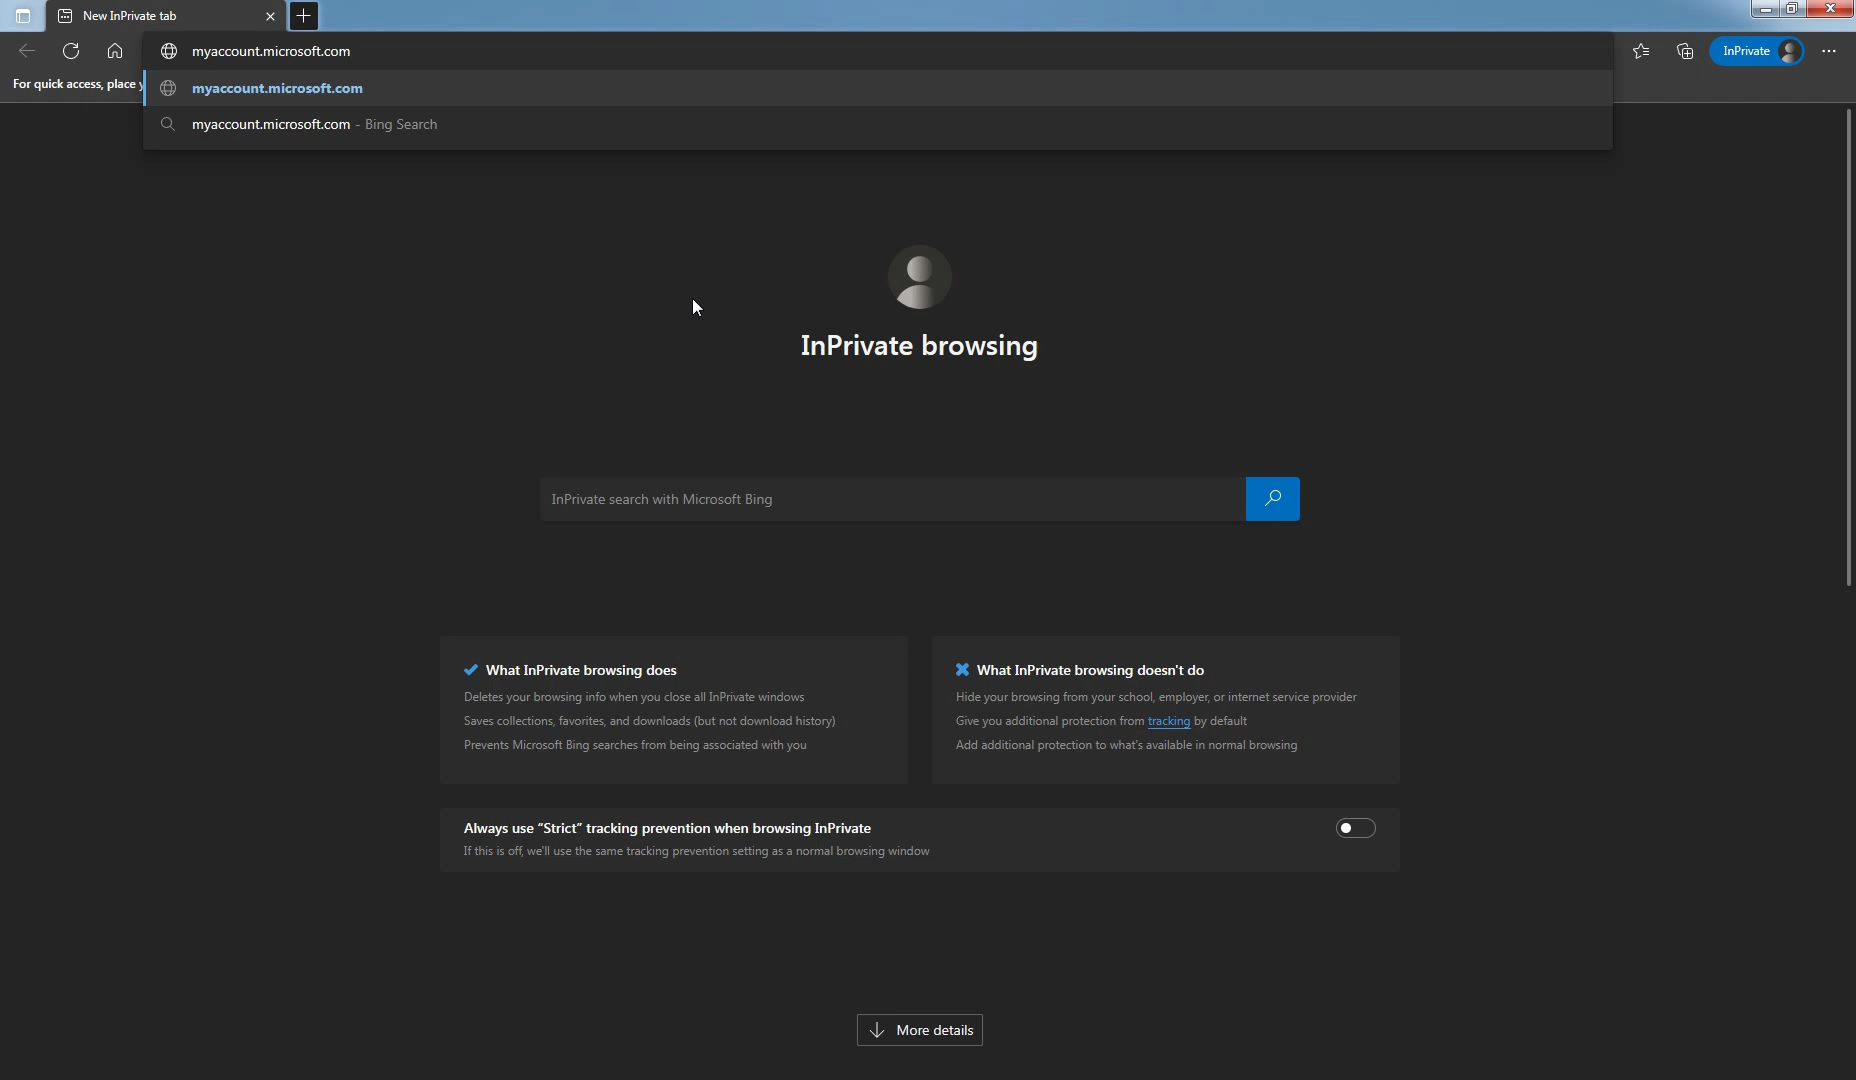 New InPrivate tab
myaccount.microsoft.com
InPrivate
For quick access, place
myaccount.microsoft.com
myaccount.microsoft.com - Bing Search
InPrivate browsing
InPrivate search with Microsoft Bing
What InPrivate browsing does
Deletes your browsing info when you close all InPrivate windows
Saves collections, favorites, and downloads (but not download history)
Prevents Microsoft Bing searches from being associated with you
What InPrivate browsing doesn't do
Hide your browsing from your school, employer, or internet service provider
Give you additional protection from tracking by default
Add additional protection to what's available in normal browsing
Always use “Strict” tracking prevention when browsing InPrivate
If this is off, we'll use the same tracking prevention setting as a normal browsing window
More details